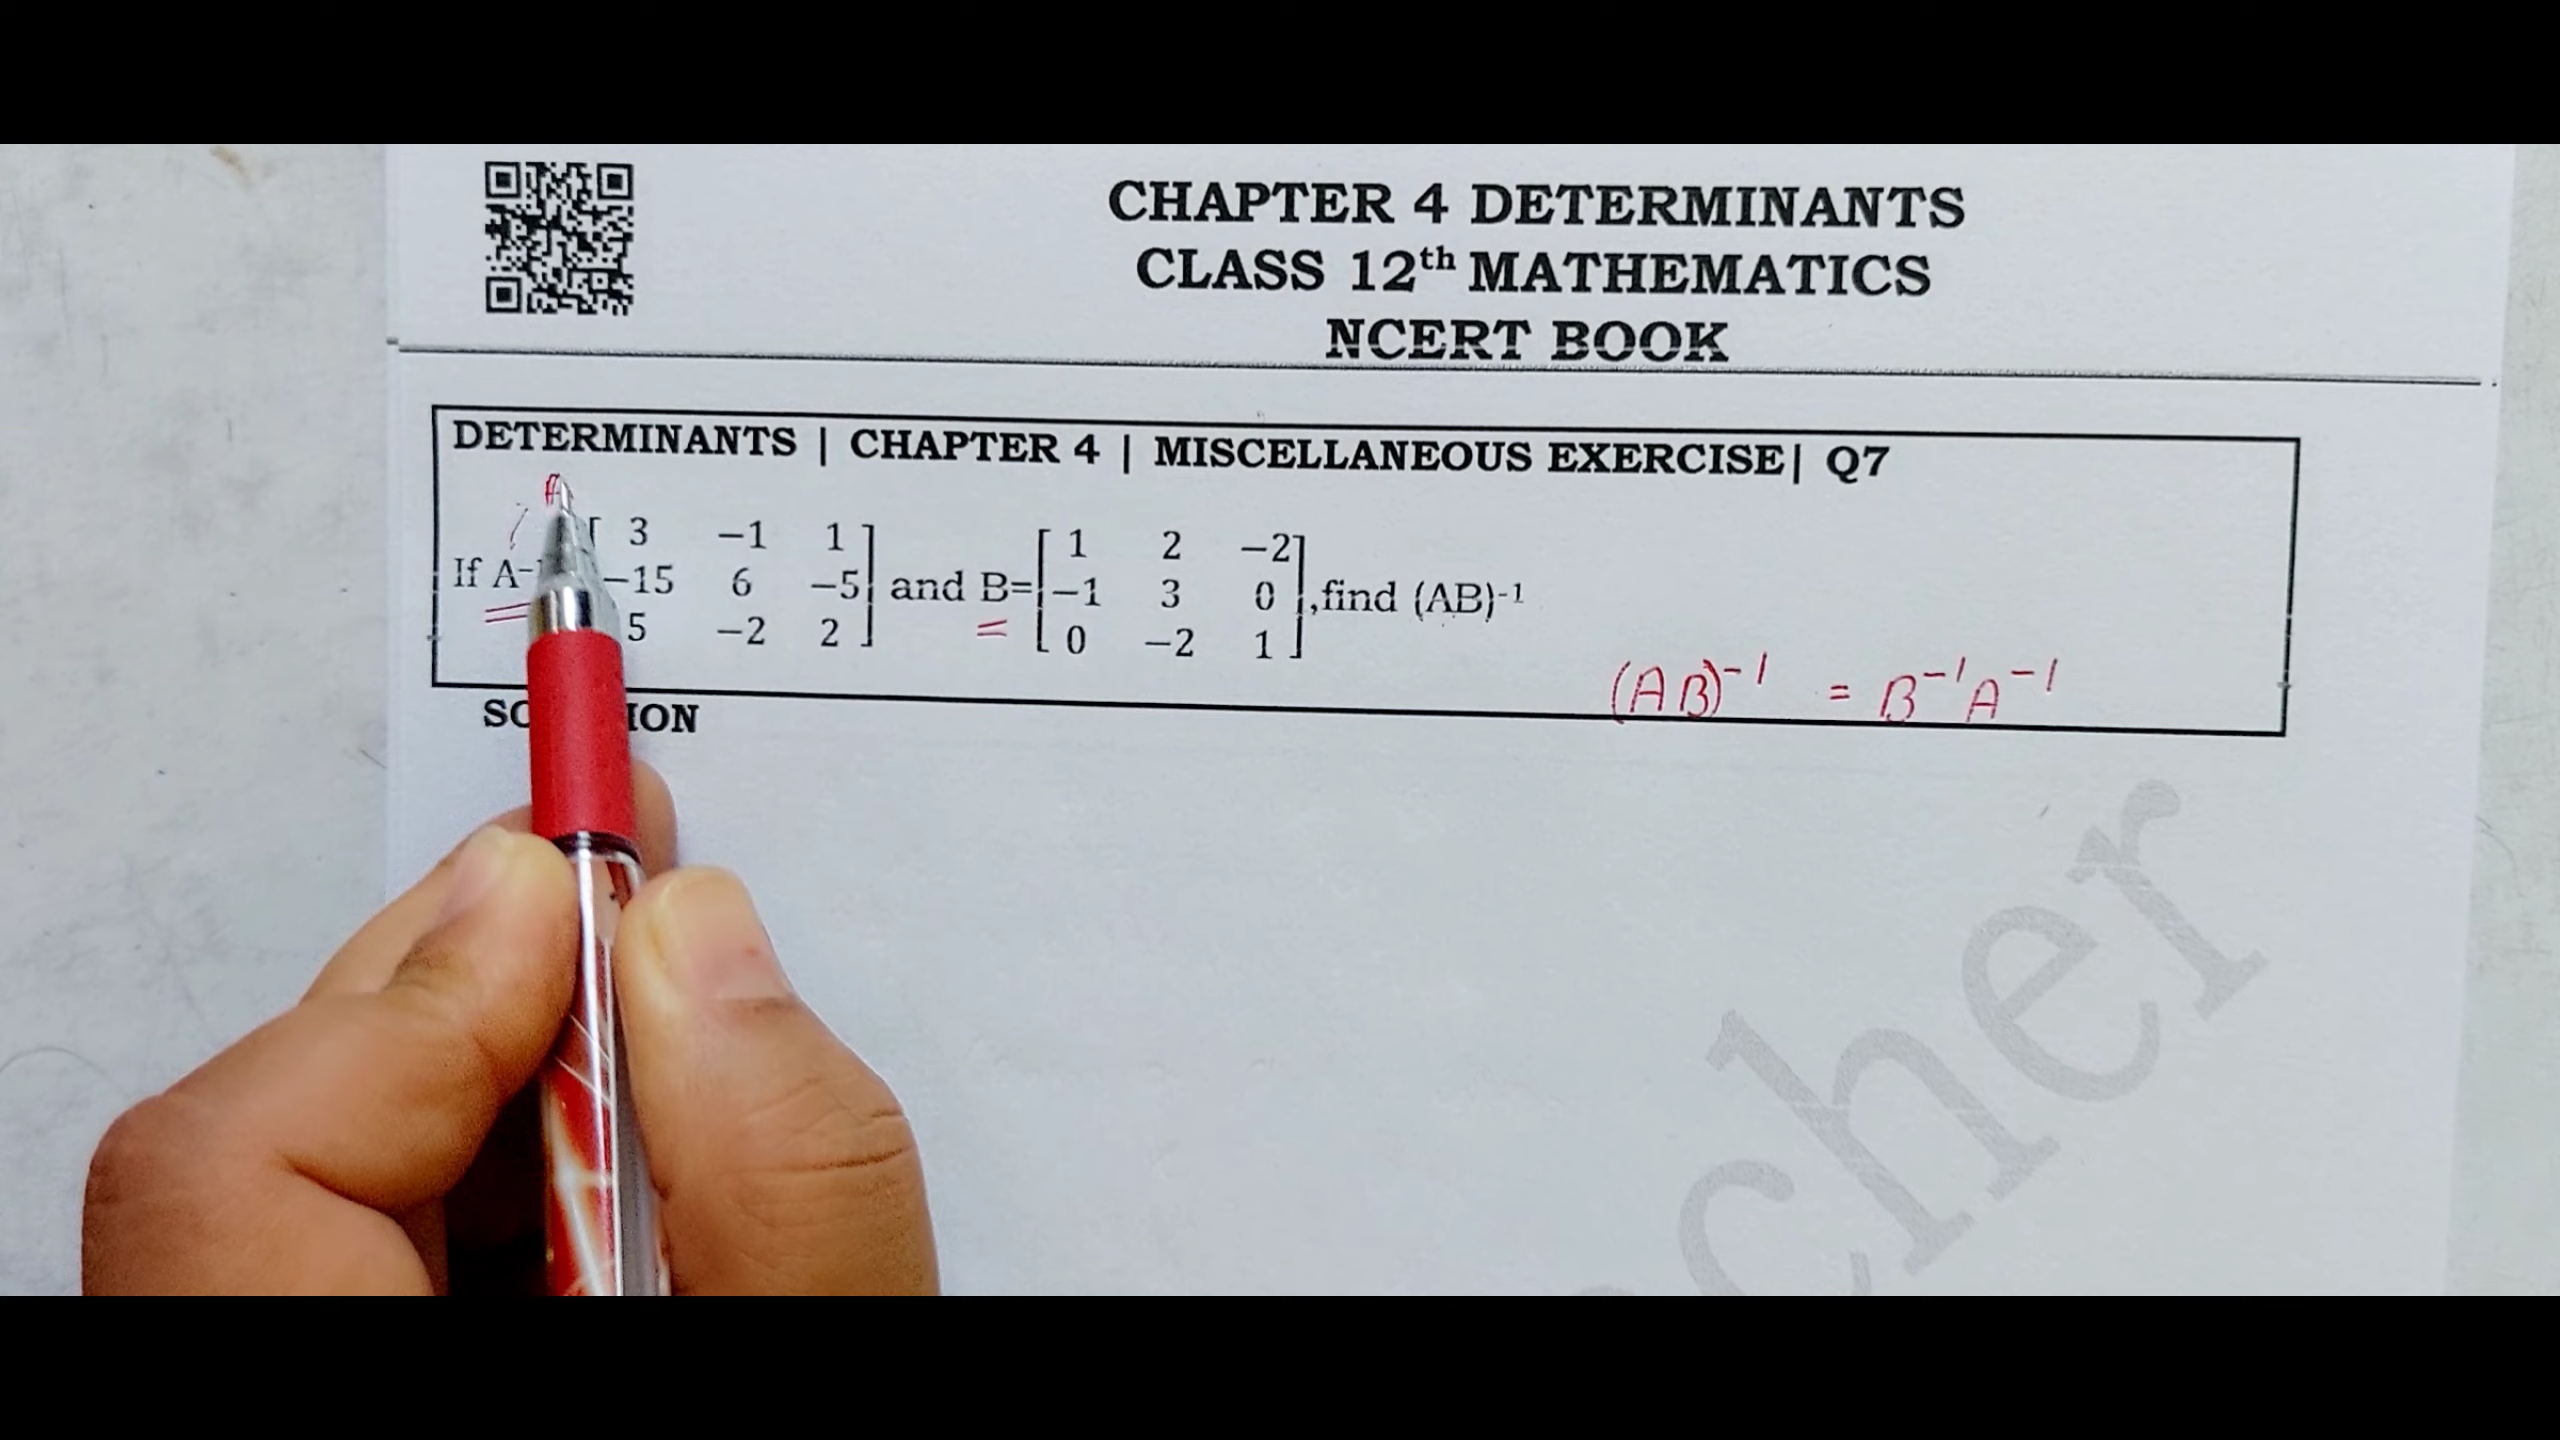 CHAPTER 4 DETERMINANTS
CLASS 12th MATHEMATICS
NCERT BOOK
DETERMINANTS | CHAPTER 4 | MISCELLANEOUS EXERCISE| Q7
3 −1 1 1 2 −2
If A- −15 6 −5 and B= −1 3 0 ,find (AB)-1
5 −2 2 0 −2 1
(AB)⁻¹ = B⁻¹A⁻¹